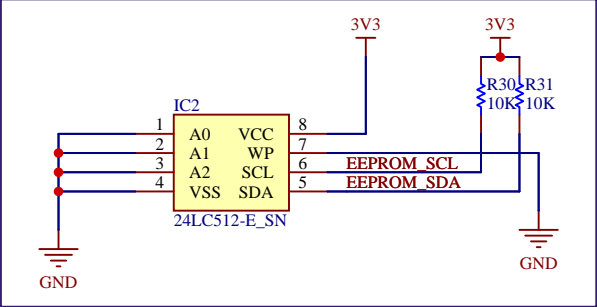 3V3
3V3
R30 R31
10K 10K
IC2
1 A0 VCC 8
2 A1 WP 7
3 A2 SCL 6 EEPROM_SCL
4 VSS SDA 5 EEPROM_SDA
24LC512-E_SN
GND
GND